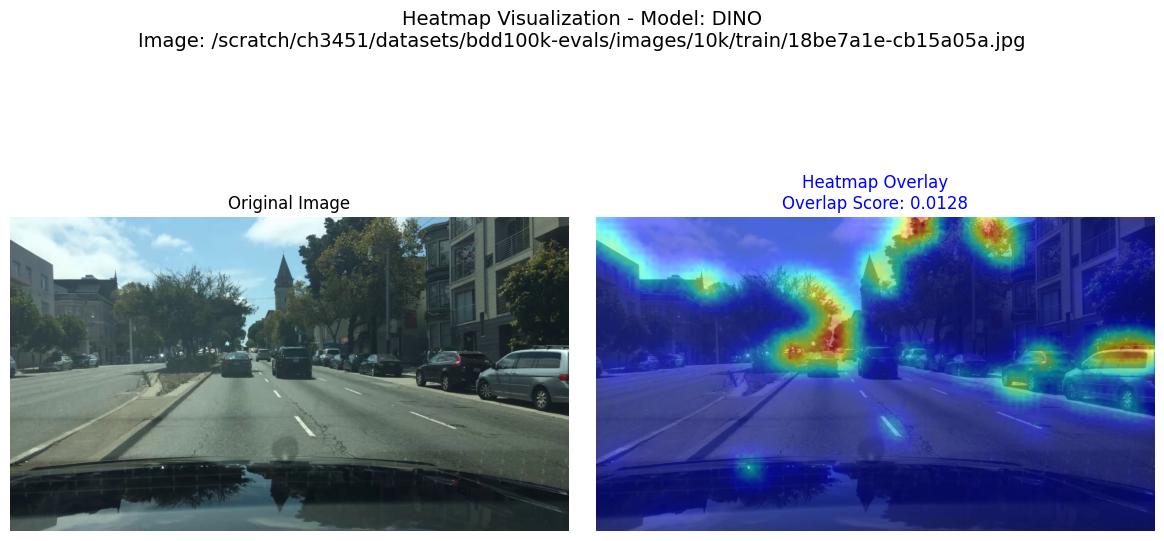 Heatmap Visualization - Model: DINO
Image: /scratch/ch3451/datasets/bdd100k-evals/images/10k/train/18be7a1e-cb15a05a.jpg
Original Image
Heatmap Overlay
Overlap Score: 0.0128